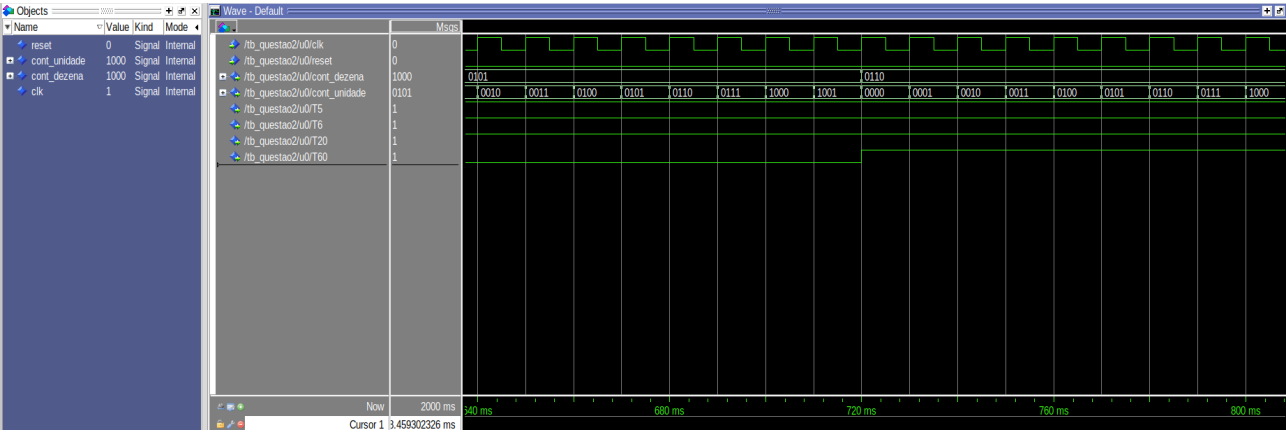 Objects
Wave - Default
Name Value Kind Mode
reset 0 Signal Internal
cont_unidade 1000 Signal Internal
cont_dezena 1000 Signal Internal
clk 1 Signal Internal
Msgs
/tb_questao2/u0/clk 0
/tb_questao2/u0/reset 0
/tb_questao2/u0/cont_dezena 1000 0101 0110
/tb_questao2/u0/cont_unidade 0101 0010 0011 0100 0101 0110 0111 1000 1001 0000 0001 0010 0011 0100 0101 0110 0111 1000
/tb_questao2/u0/T5 1
/tb_questao2/u0/T6 1
/tb_questao2/u0/T20 1
/tb_questao2/u0/T60 1
Now 2000 ms 640 ms 680 ms 720 ms 760 ms 800 ms
Cursor 1 3.459302326 ms